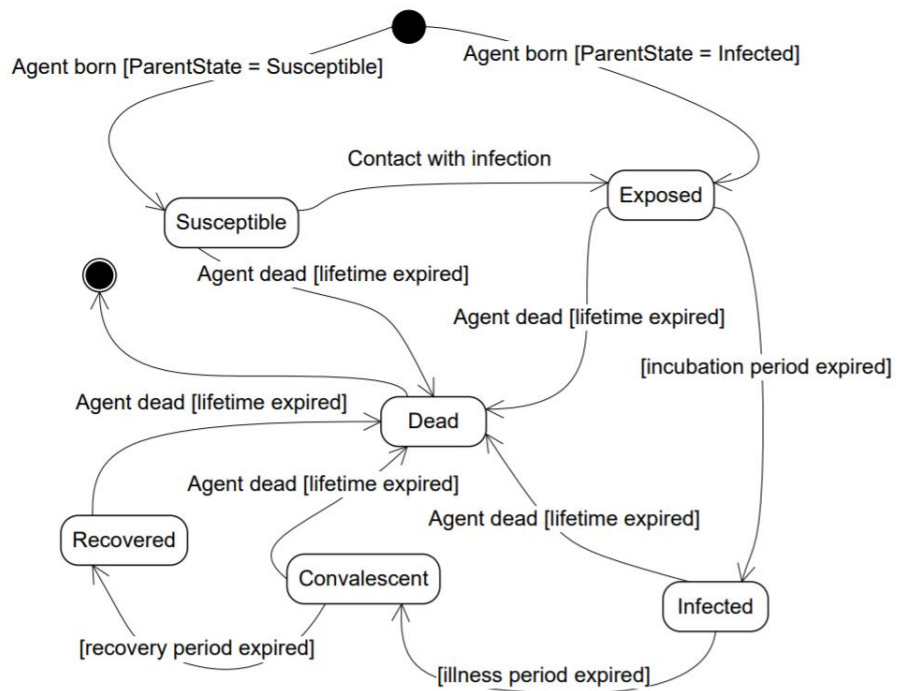 Agent born [ParentState = Susceptible]
Agent born [ParentState = Infected]
Contact with infection
Exposed
Susceptible
Agent dead [lifetime expired]
Agent dead [lifetime expired]
[incubation period expired]
Agent dead [lifetime expired]
Dead
Agent dead [lifetime expired]
Agent dead [lifetime expired]
Recovered
Convalescent
Infected
[recovery period expired]
[illness period expired]